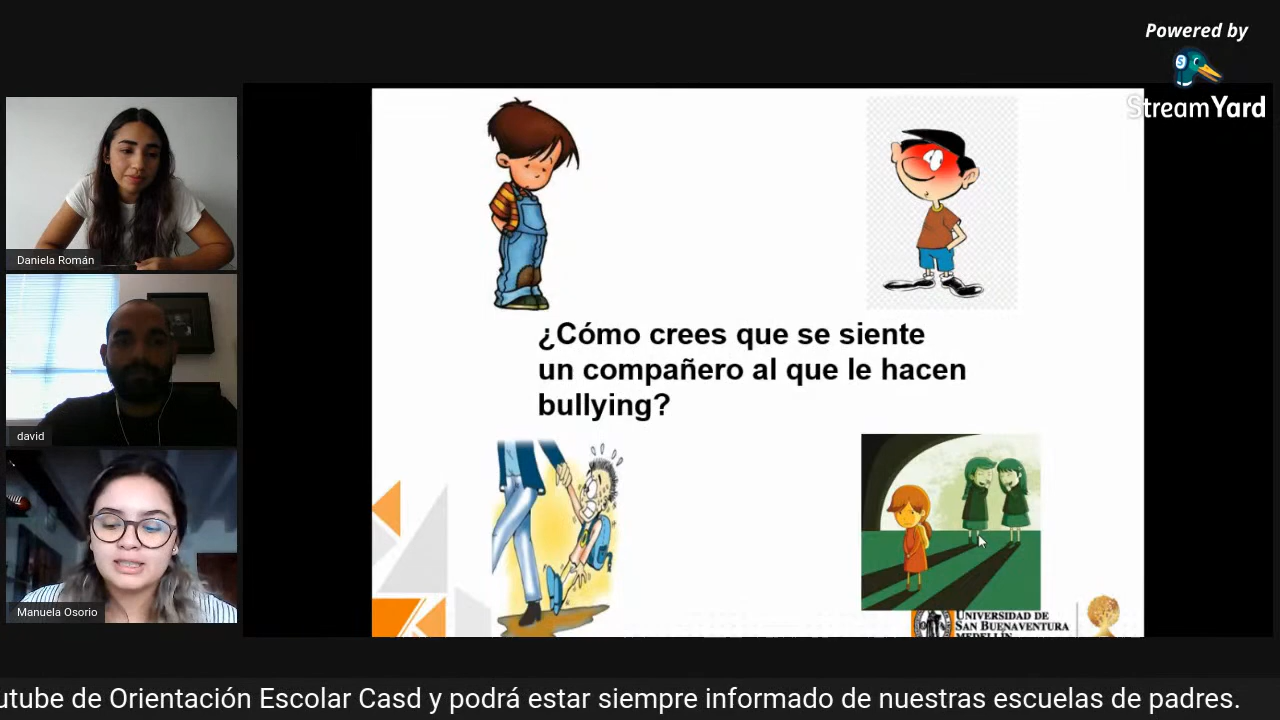 Powered by
StreamYard
Daniela Román
david
Manuela Osorio
¿Cómo crees que se siente
un compañero al que le hacen
bullying?
UNIVERSIDAD DE
SAN BUENAVENTURA
MEDELLÍN
utube de Orientación Escolar Casd y podrá estar siempre informado de nuestras escuelas de padres.